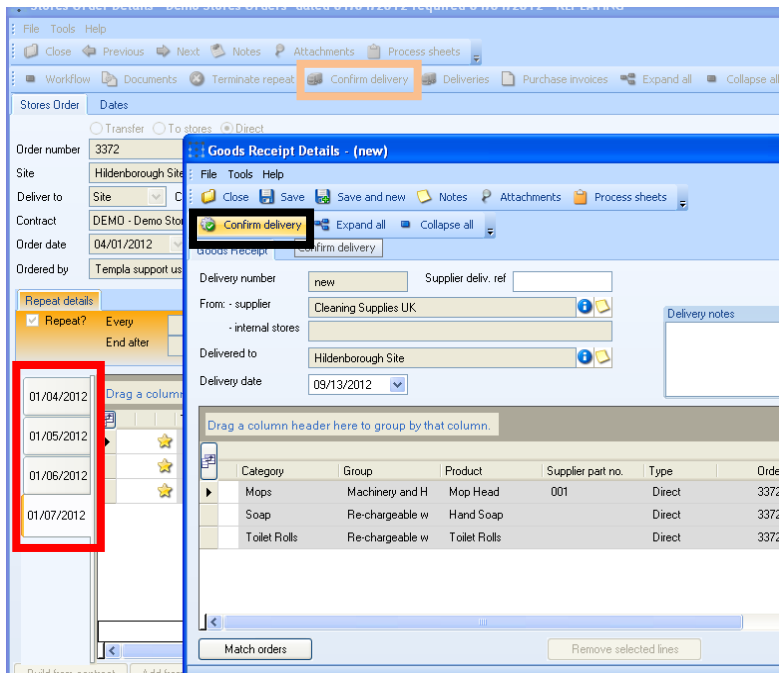 File Tools Help
Close Previous Next Notes Attachments Process sheets
Workflow Documents Terminate repeat Confirm delivery Deliveries Purchase invoices Expand all Collapse all
Stores Order Dates
Transfer To stores Direct
Order number 3372
Site Hildenborough Site
Deliver to Site
Contract DEMO - Demo Stor
Order date 04/01/2012
Ordered by Templa support us
Repeat details
Repeat? Every
End after
01/04/2012
01/05/2012
01/06/2012
01/07/2012
Drag a column
Goods Receipt Details - (new)
File Tools Help
Close Save Save and new Notes Attachments Process sheets
Confirm delivery Expand all Collapse all
Goods Receipt Confirm delivery
Delivery number new Supplier deliv. ref
From: - supplier Cleaning Supplies UK
- internal stores
Delivered to Hildenborough Site
Delivery date 09/13/2012
Delivery notes
Drag a column header here to group by that column.
Category Group Product Supplier part no. Type Orde
Mops Machinery and H Mop Head 001 Direct 3372
Soap Re-chargeable w Hand Soap Direct 3372
Toilet Rolls Re-chargeable w Toilet Rolls Direct 3372
Match orders Remove selected lines